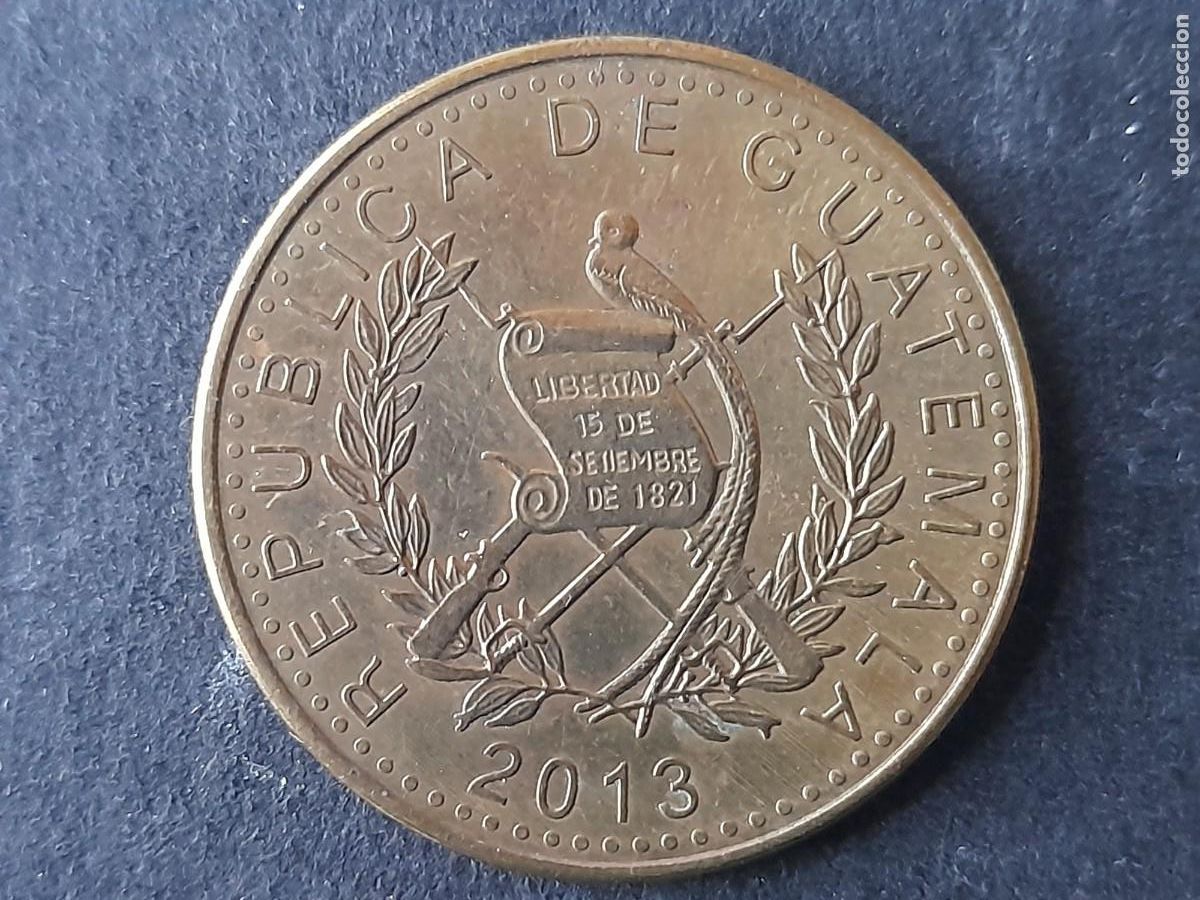 REPUBLICA DE GUATEMALA
LIBERTAD
15 DE
SETIEMBRE
DE 1821
2013
todocoleccion